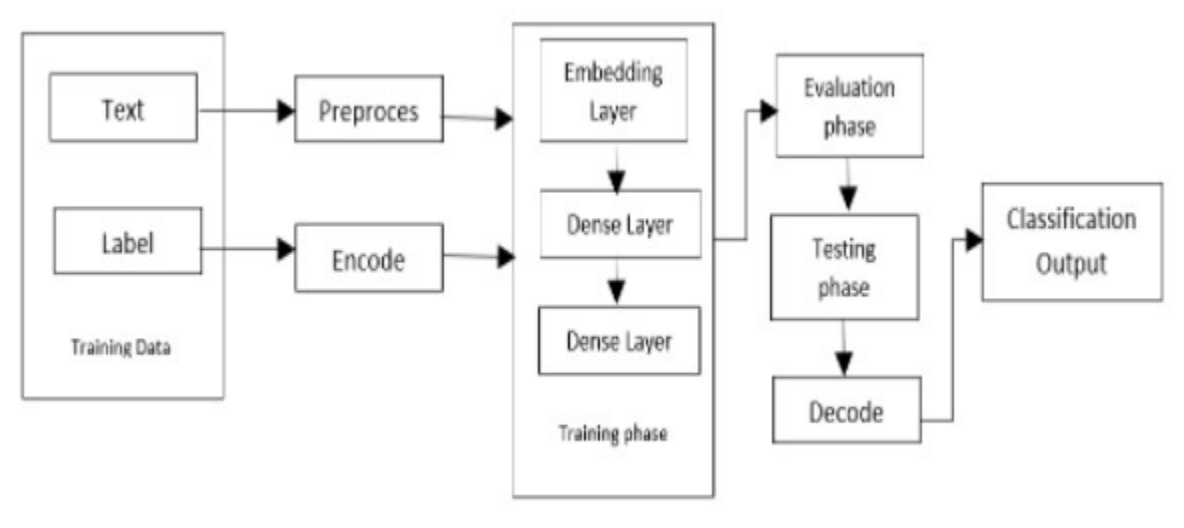 Text
Preproces
Label
Encode
Training Data
Embedding
Layer
Dense Layer
Dense Layer
Training phase
Evaluation
phase
Testing
phase
Decode
Classification
Output